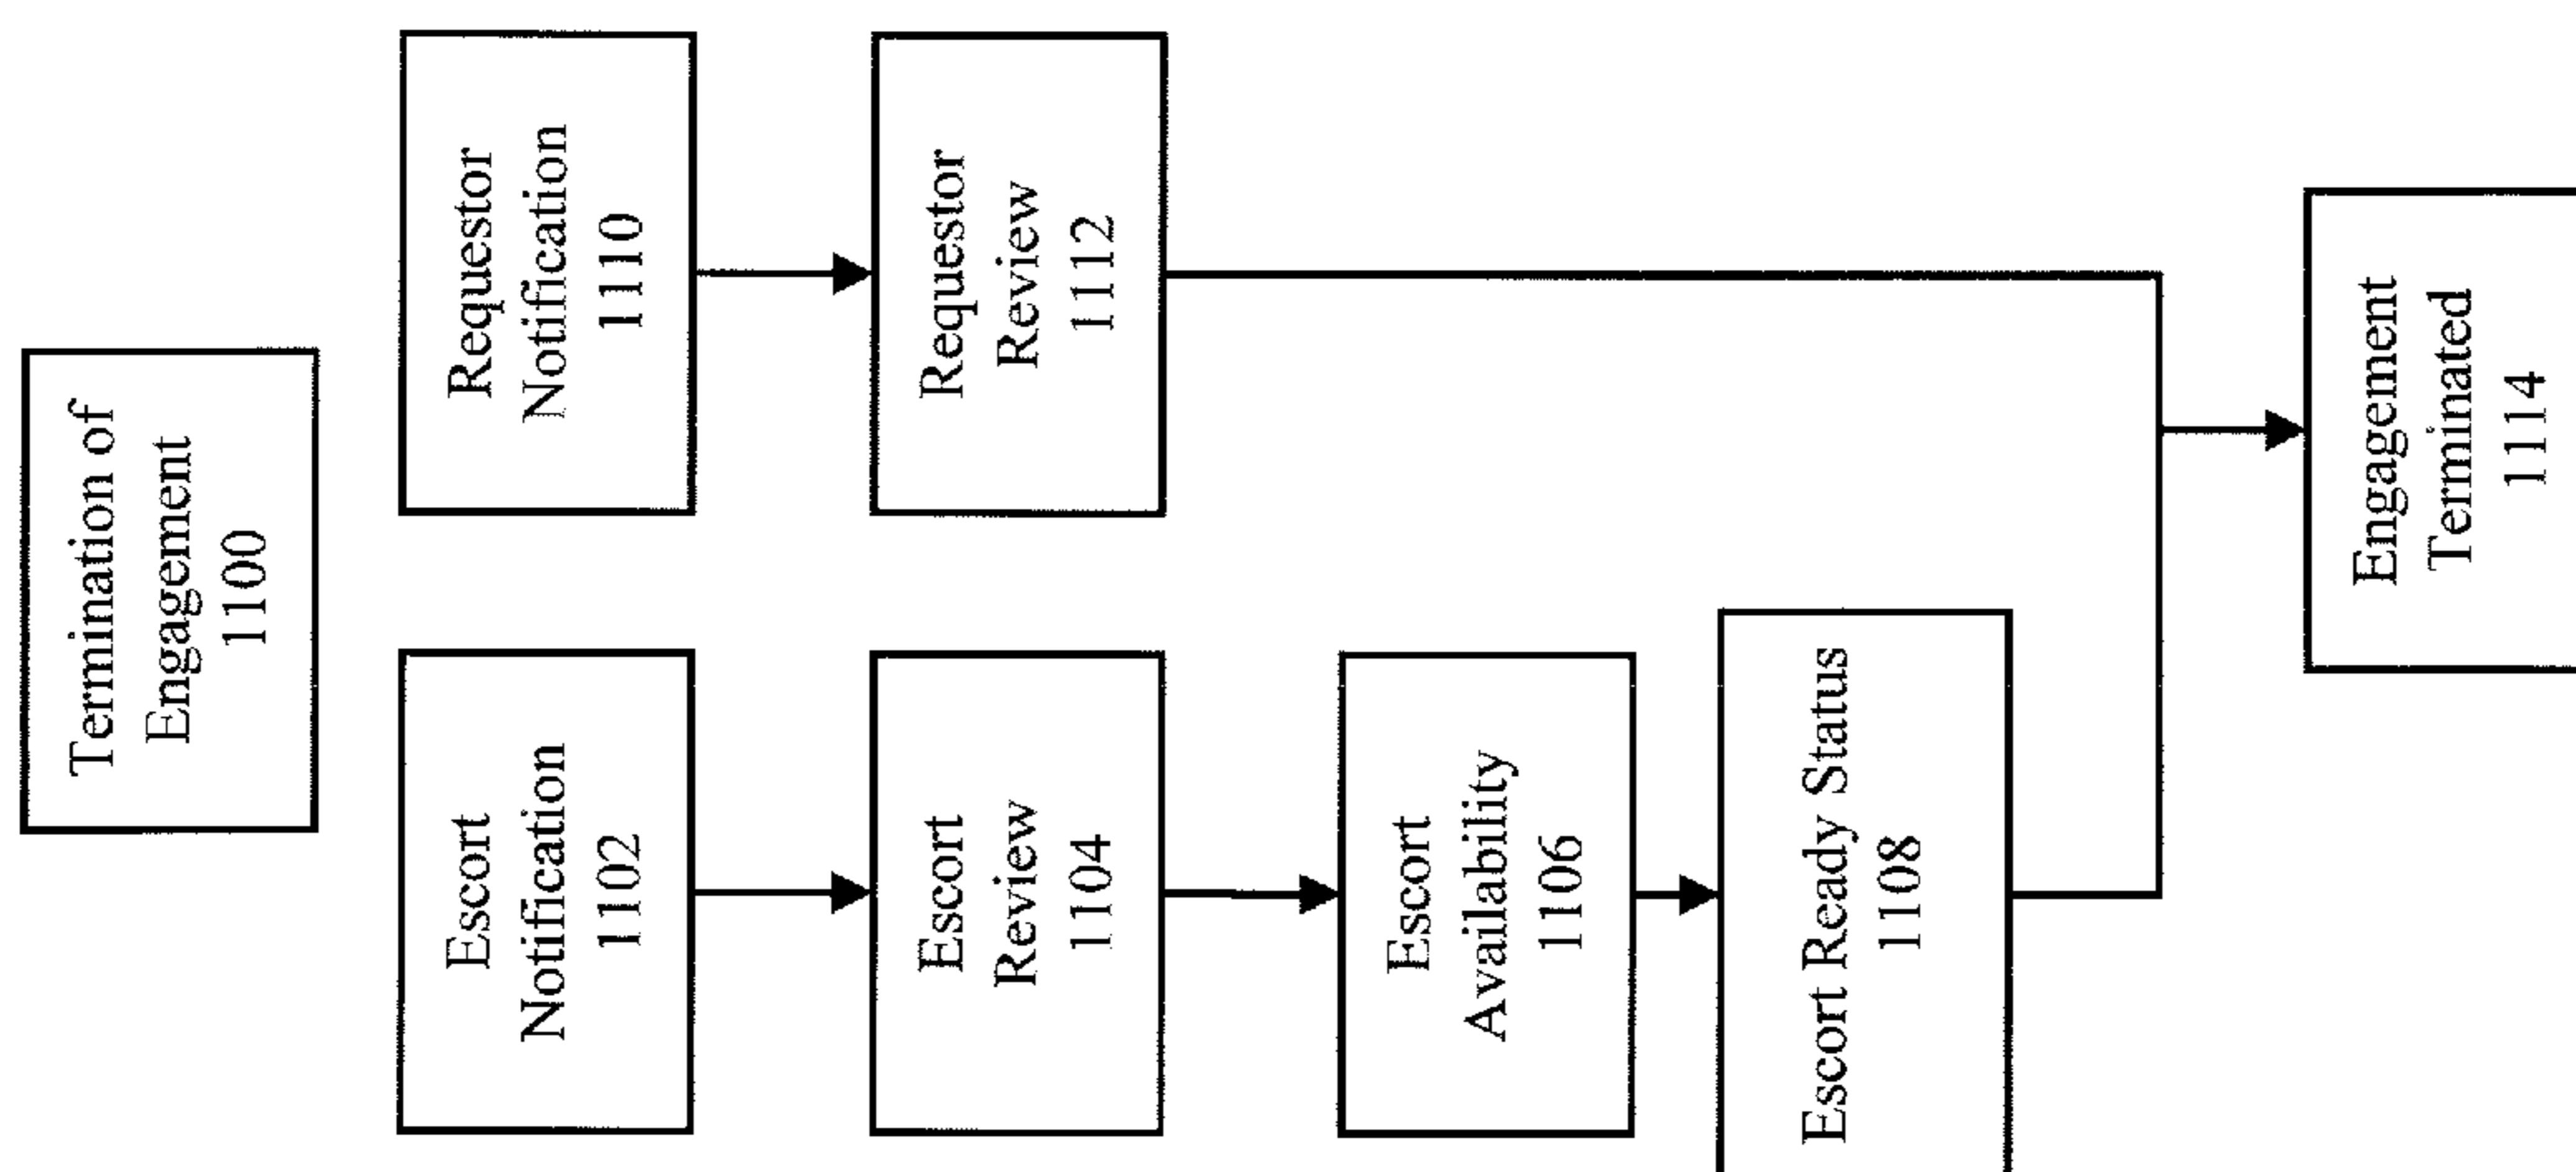 Termination of
Engagement
1100
Escort
Notification
1102
Requestor
Notification
1110
Escort
Review
1104
Requestor
Review
1112
Escort
Availability
1106
Escort Ready Status
1108
Engagement
Terminated
1114